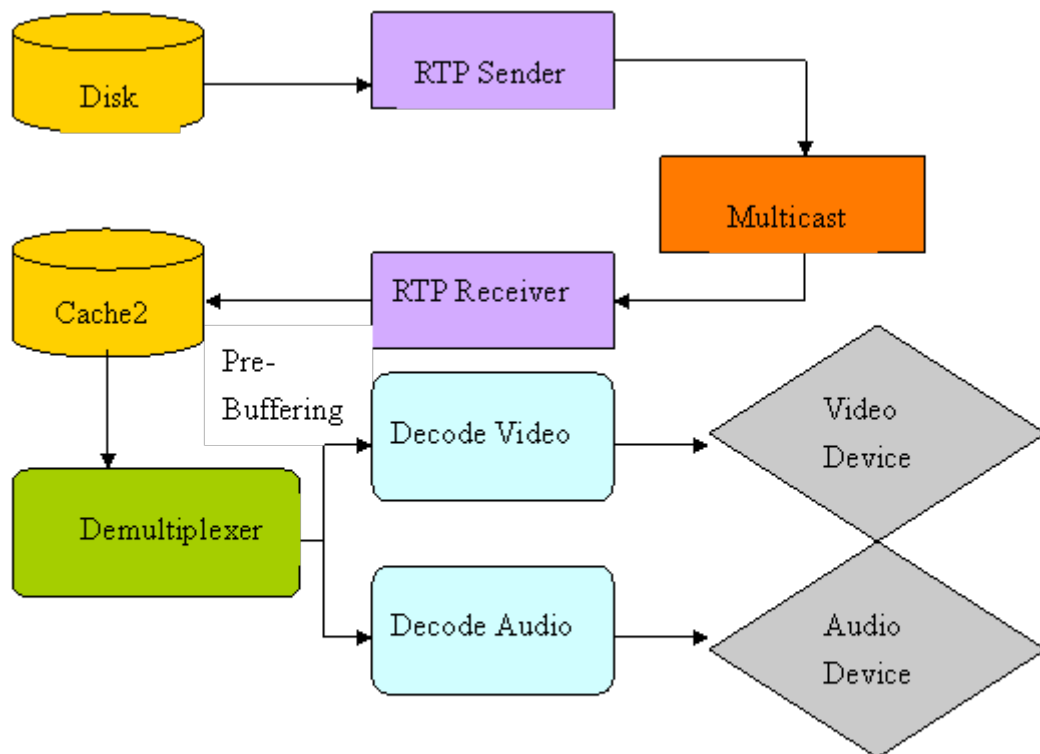 Disk
RTP Sender
Multicast
Cache2
RTP Receiver
Pre-
Buffering
Decode Video
Video
Device
Demultiplexer
Decode Audio
Audio
Device